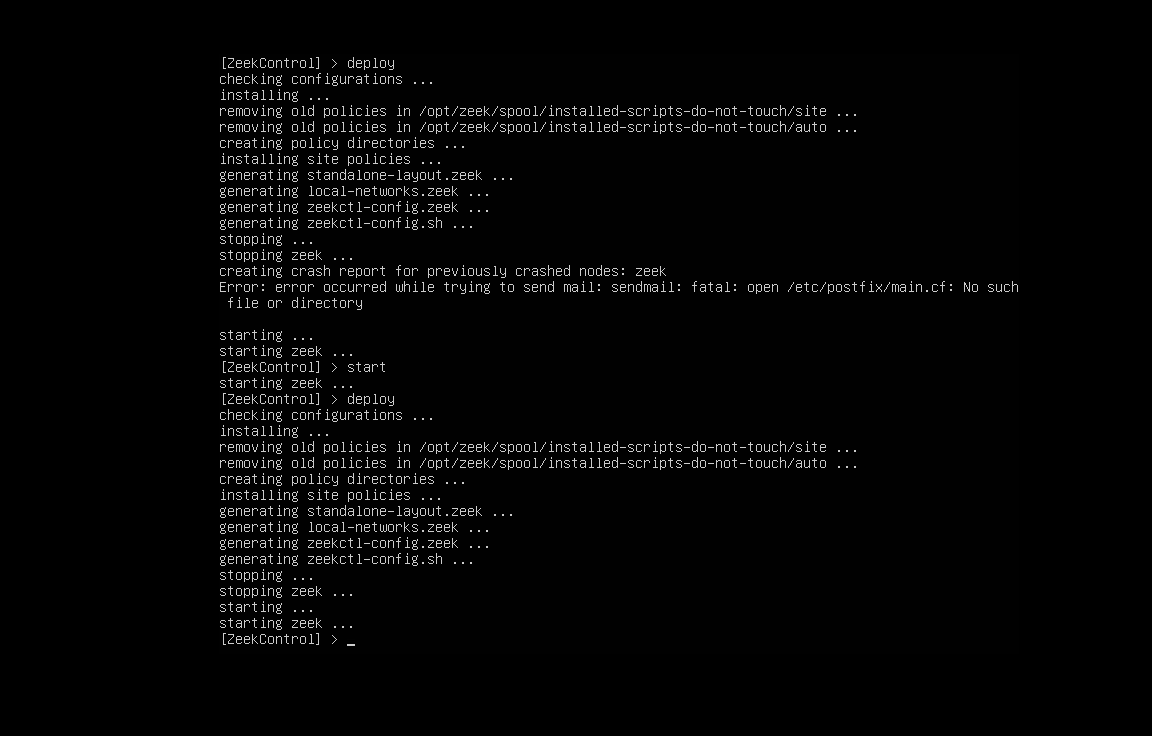 [ZeekControl] > deploy
checking configurations ...
installing ...
removing old policies in /opt/zeek/spool/installed-scripts-do-not-touch/site ...
removing old policies in /opt/zeek/spool/installed-scripts-do-not-touch/auto ...
creating policy directories ...
installing site policies ...
generating standalone-layout.zeek ...
generating local-networks.zeek ...
generating zeekctl-config.zeek ...
generating zeekctl-config.sh ...
stopping ...
stopping zeek ...
creating crash report for previously crashed nodes: zeek
Error: error occurred while trying to send mail: sendmail: fatal: open /etc/postfix/main.cf: No such
 file or directory

starting ...
starting zeek ...
[ZeekControl] > start
starting zeek ...
[ZeekControl] > deploy
checking configurations ...
installing ...
removing old policies in /opt/zeek/spool/installed-scripts-do-not-touch/site ...
removing old policies in /opt/zeek/spool/installed-scripts-do-not-touch/auto ...
creating policy directories ...
installing site policies ...
generating standalone-layout.zeek ...
generating local-networks.zeek ...
generating zeekctl-config.zeek ...
generating zeekctl-config.sh ...
stopping ...
stopping zeek ...
starting ...
starting zeek ...
[ZeekControl] > _